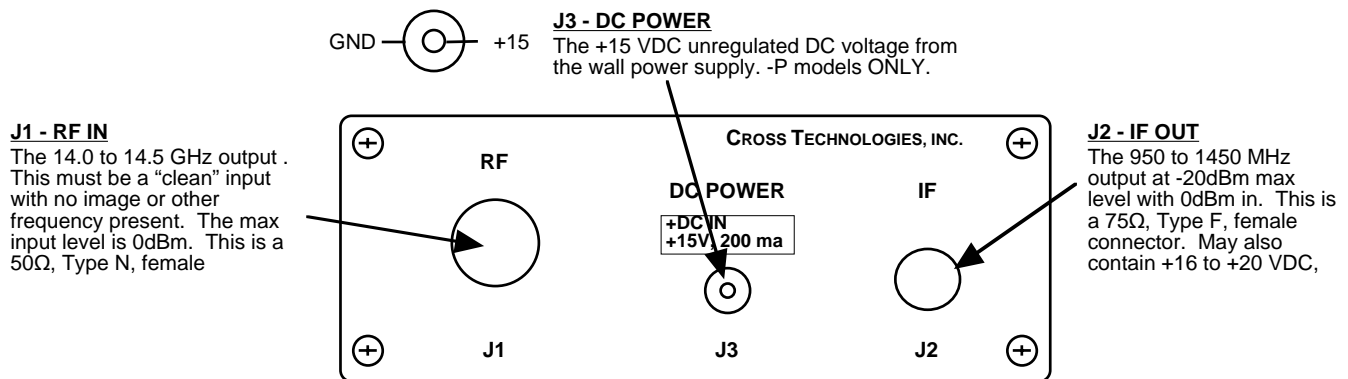 GND
+15
J3 - DC POWER
The +15 VDC unregulated DC voltage from
the wall power supply. -P models ONLY.
J1 - RF IN
The 14.0 to 14.5 GHz output .
This must be a “clean” input
with no image or other
frequency present. The max
input level is 0dBm. This is a
50Ω, Type N, female
CROSS TECHNOLOGIES, INC.
RF
DC POWER
IF
+DC IN
+15V, 200 ma
J1
J3
J2
J2 - IF OUT
The 950 to 1450 MHz
output at -20dBm max
level with 0dBm in. This is
a 75Ω, Type F, female
connector. May also
contain +16 to +20 VDC,